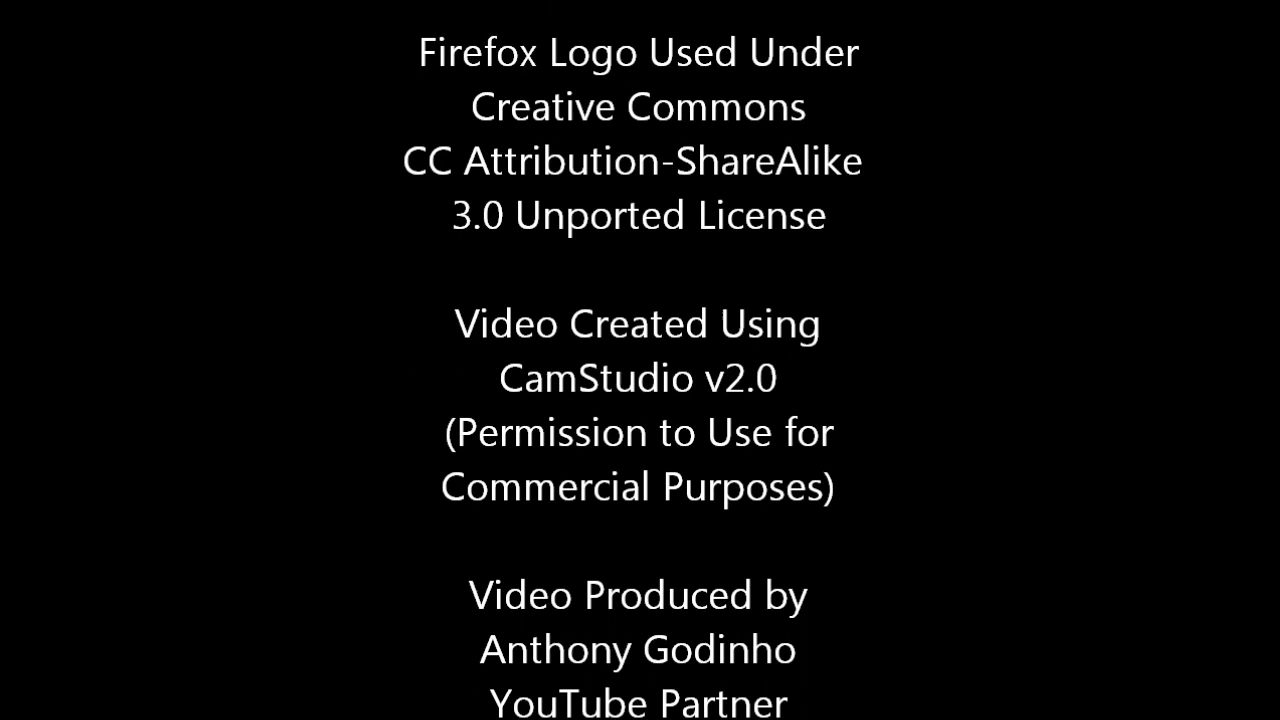 Firefox Logo Used Under
Creative Commons
CC Attribution-ShareAlike
3.0 Unported License
Video Created Using
CamStudio v2.0
(Permission to Use for
Commercial Purposes)
Video Produced by
Anthony Godinho
YouTube Partner